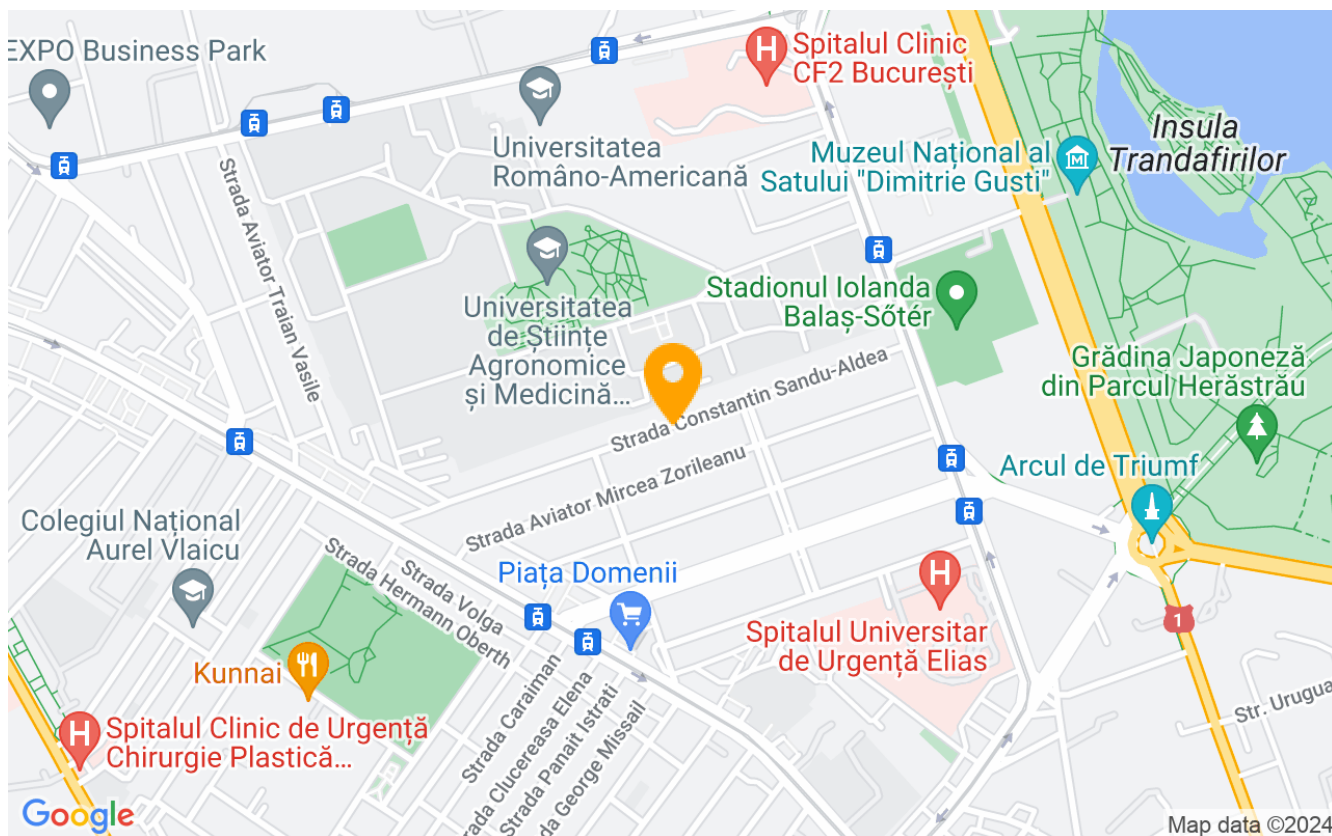 EXPO Business Park
Spitalul Clinic
CF2 București
Universitatea
Româno-Americană
Muzeul Național al
Satului "Dimitrie Gusti"
Insula
Trandafirilor
Strada Aviator Traian Vasile
Universitatea
de Științe
Agronomice
și Medicină...
Stadionul Iolanda
Balaș-Sőtér
Grădina Japoneză
din Parcul Herăstrău
Strada Constantin Sandu-Aldea
Strada Aviator Mircea Zorileanu
Arcul de Triumf
Colegiul Național
Aurel Vlaicu
Strada Hermann Oberth
Strada Volga
Piața Domenii
Spitalul Universitar
de Urgență Elias
1
Kunnai
Strada Caraiman
rada Clucereasa Elena
Strada Panait Istrati
da George Missail
Str. Urugua
Spitalul Clinic de Urgență
Chirurgie Plastică...
Google
Map data ©2024